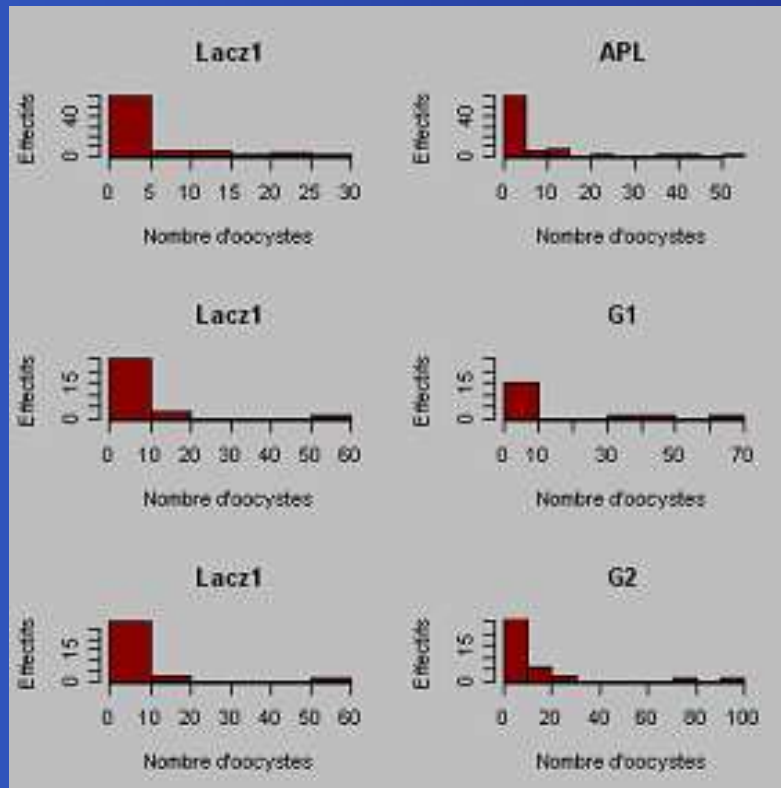 Lacz1 APL
Effectifs 0 40 Effectifs 0 40
0 5 10 15 20 25 30 0 10 20 30 40 50
Nombre d'oocystes Nombre d'oocystes
Lacz1 G1
Effectifs 0 15 Effectifs 0 15
0 10 20 30 40 50 60 0 10 30 50 70
Nombre d'oocystes Nombre d'oocystes
Lacz1 G2
Effectifs 0 15 Effectifs 0 15
0 10 20 30 40 50 60 0 20 40 60 80 100
Nombre d'oocystes Nombre d'oocystes